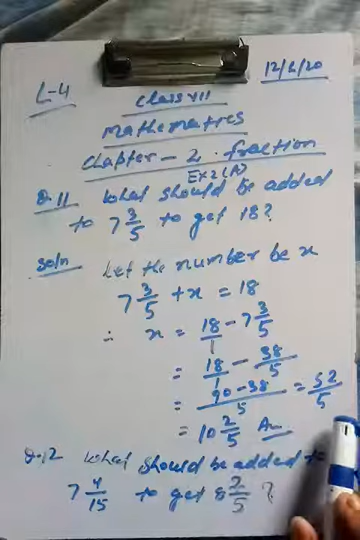 L-4
12/6/20
Class VII
Mathematics
Chapter - 2. fraction
EX 2(A)
Q.11 What should be added
to 7 3/5 to get 18?
Soln Let the number be x
7 3/5 + x = 18
∴ x = 18/1 - 7 3/5
= 18/1 - 38/5
= 90-38/5 = 52/5
= 10 2/5 Ans
Q.12 What should be added to
7 4/15 to get 8 2/5 ?